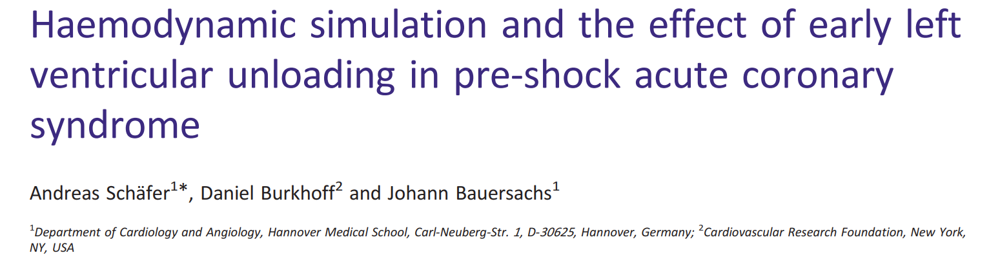 Haemodynamic simulation and the effect of early left
ventricular unloading in pre-shock acute coronary
syndrome
Andreas Schäfer1*, Daniel Burkhoff2 and Johann Bauersachs1
1Department of Cardiology and Angiology, Hannover Medical School, Carl-Neuberg-Str. 1, D-30625, Hannover, Germany; 2Cardiovascular Research Foundation, New York,
NY, USA